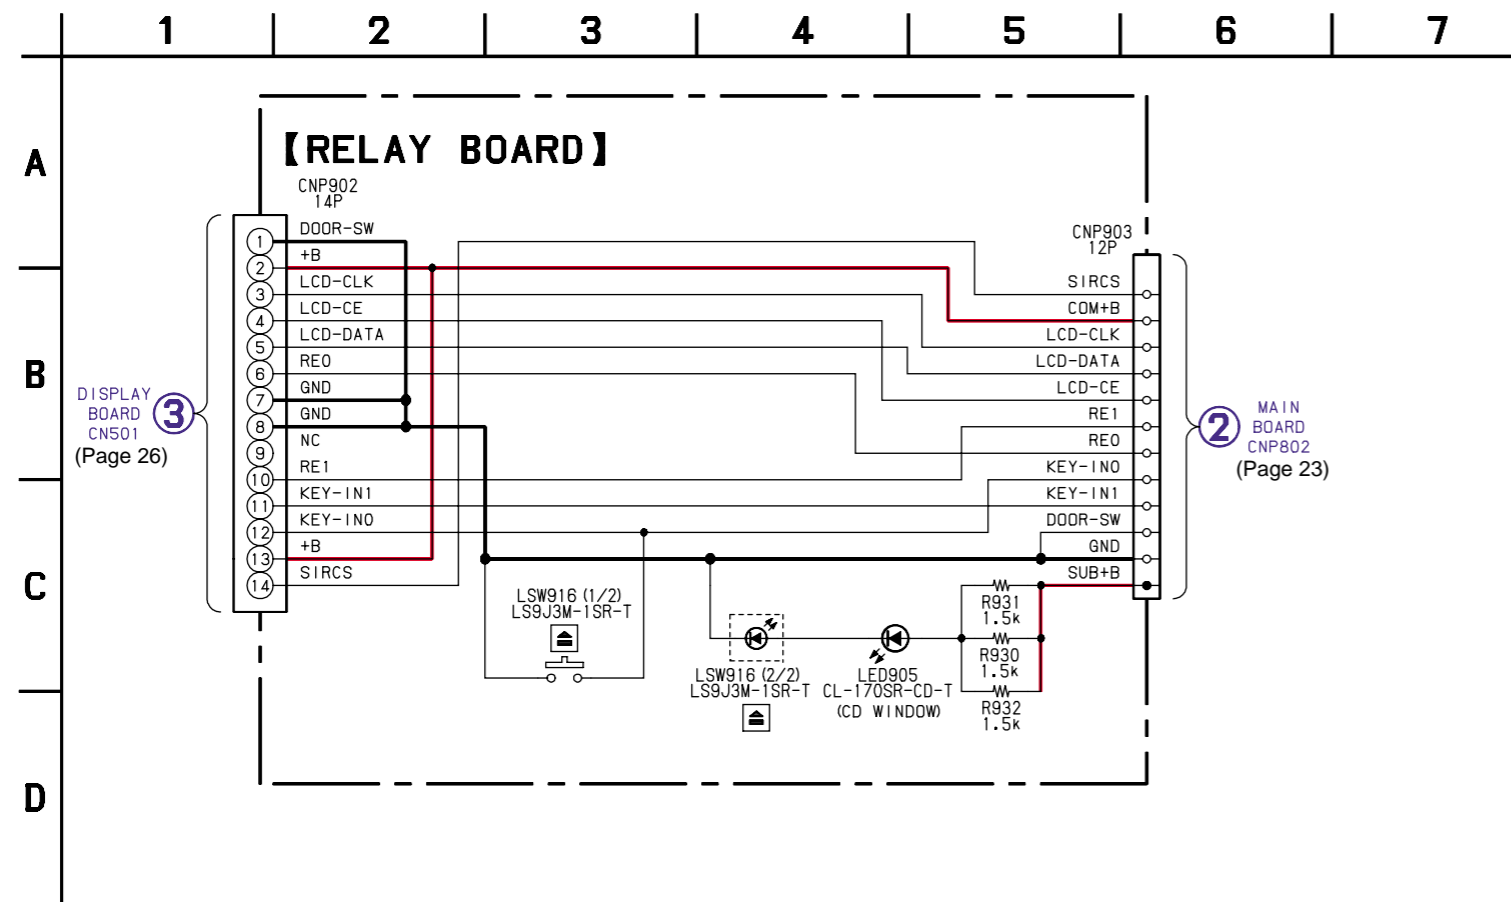 1 2 3 4 5 6 7
A
B
C
D
【RELAY BOARD】
CNP902
14P
1 DOOR-SW
2 +B
3 LCD-CLK
4 LCD-CE
5 LCD-DATA
6 RE0
7 GND
8 GND
9 NC
10 RE1
11 KEY-IN1
12 KEY-IN0
13 +B
14 SIRCS
DISPLAY
BOARD
CN501
(Page 26)
3
CNP903
12P
SIRCS
COM+B
LCD-CLK
LCD-DATA
LCD-CE
RE1
RE0
KEY-IN0
KEY-IN1
DOOR-SW
GND
SUB+B
2
MAIN
BOARD
CNP802
(Page 23)
LSW916 (1/2)
LS9J3M-1SR-T
LSW916 (2/2)
LS9J3M-1SR-T
LED905
CL-170SR-CD-T
(CD WINDOW)
R931
1.5k
R930
1.5k
R932
1.5k